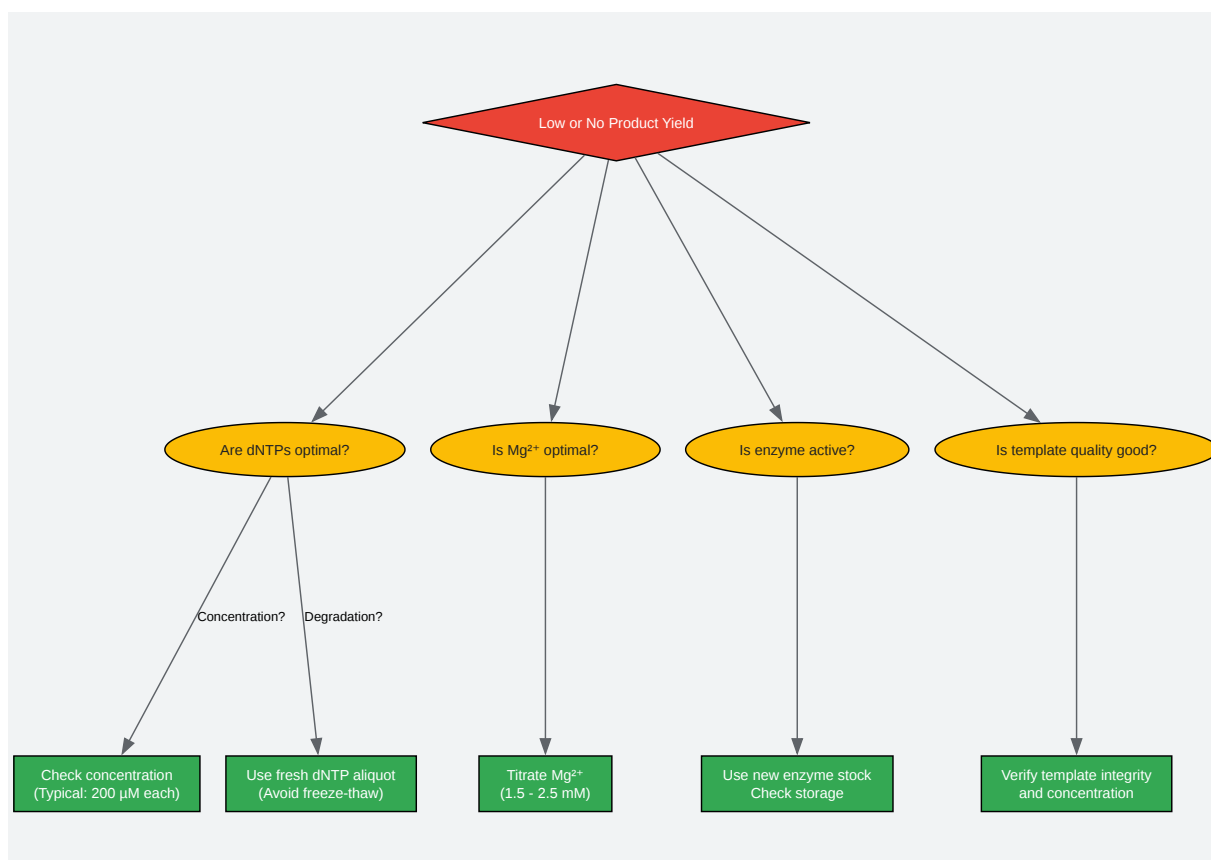 Low or No Product Yield
Are dNTPs optimal?
Is Mg²⁺ optimal?
Is enzyme active?
Is template quality good?
Concentration?
Degradation?
Check concentration
(Typical: 200 µM each)
Use fresh dNTP aliquot
(Avoid freeze-thaw)
Titrate Mg²⁺
(1.5 - 2.5 mM)
Use new enzyme stock
Check storage
Verify template integrity
and concentration